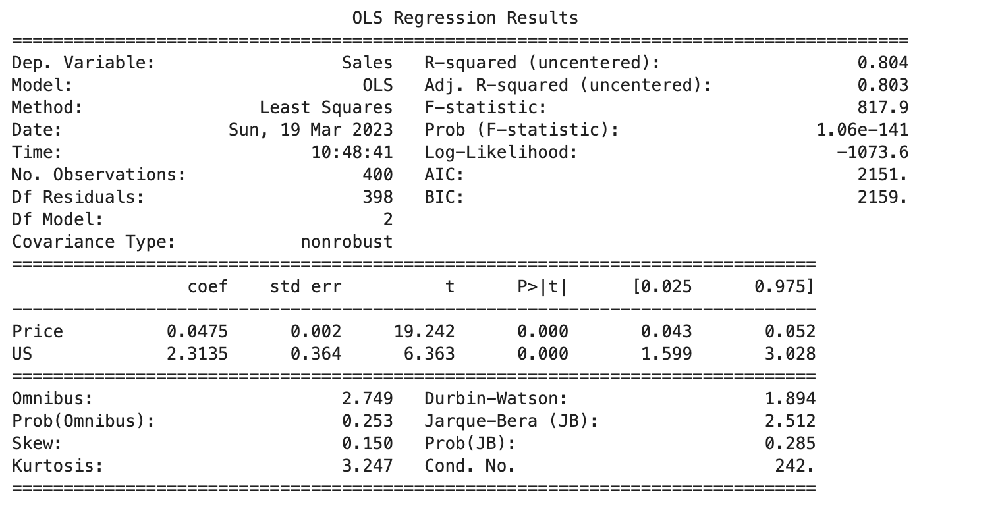 OLS Regression Results
=======================================================================================
Dep. Variable:                  Sales   R-squared (uncentered):                   0.804
Model:                            OLS   Adj. R-squared (uncentered):              0.803
Method:                 Least Squares   F-statistic:                              817.9
Date:                Sun, 19 Mar 2023   Prob (F-statistic):                   1.06e-141
Time:                        10:48:41   Log-Likelihood:                         -1073.6
No. Observations:                 400   AIC:                                      2151.
Df Residuals:                     398   BIC:                                      2159.
Df Model:                           2
Covariance Type:            nonrobust
==============================================================================
                 coef    std err          t      P>|t|      [0.025      0.975]
------------------------------------------------------------------------------
Price          0.0475      0.002     19.242      0.000       0.043       0.052
US             2.3135      0.364      6.363      0.000       1.599       3.028
==============================================================================
Omnibus:                        2.749   Durbin-Watson:                   1.894
Prob(Omnibus):                  0.253   Jarque-Bera (JB):                2.512
Skew:                           0.150   Prob(JB):                        0.285
Kurtosis:                       3.247   Cond. No.                         242.
==============================================================================